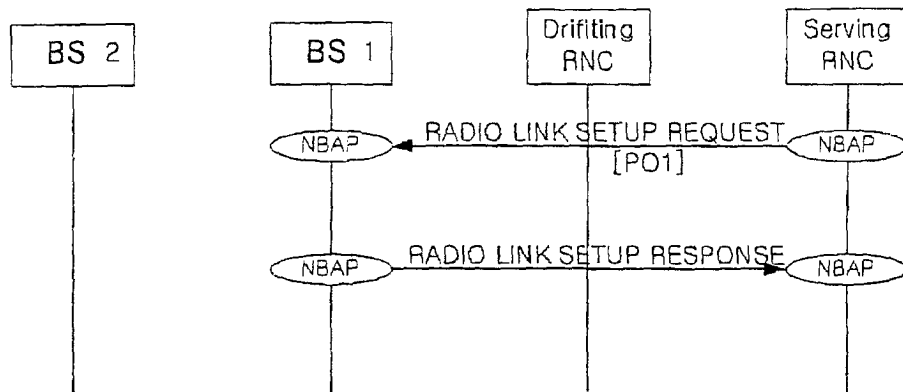 BS 2
BS 1
Drifiting
RNC
Serving
RNC
NBAP
RADIO LINK SETUP REQUEST
[PO1]
NBAP
NBAP
RADIO LINK SETUP RESPONSE
NBAP